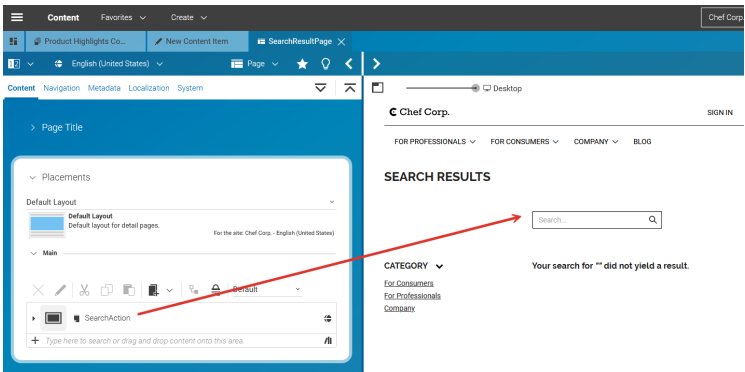 Content Favorites Create Chef Corp.
Product Highlights Co... New Content Item SearchResultPage
English (United States) Page
Content Navigation Metadata Localization System
Desktop
Chef Corp. SIGN IN
Page Title
FOR PROFESSIONALS FOR CONSUMERS COMPANY BLOG
Placements
SEARCH RESULTS
Default Layout
Default Layout
Default layout for detail pages.
For the site: Chef Corp. - English (United States)
Search...
Main
CATEGORY Your search for "" did not yield a result.
For Consumers
Default
For Professionals
Company
SearchAction
Type here to search or drag and drop content onto this area.